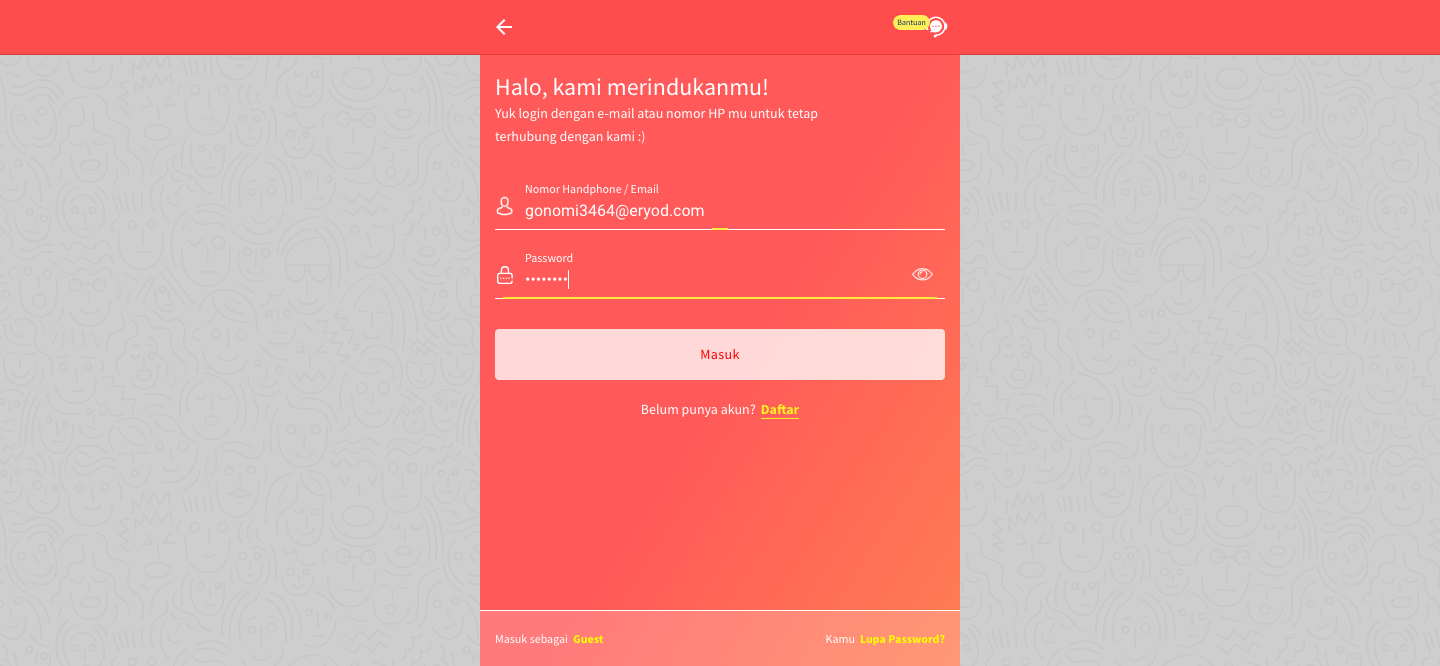 Bantuan
Halo, kami merindukanmu!
Yuk login dengan e-mail atau nomor HP mu untuk tetap
terhubung dengan kami :)
Nomor Handphone / Email
gonomi3464@eryod.com
Password
••••••••
Masuk
Belum punya akun? Daftar
Masuk sebagai Guest
Kamu Lupa Password?